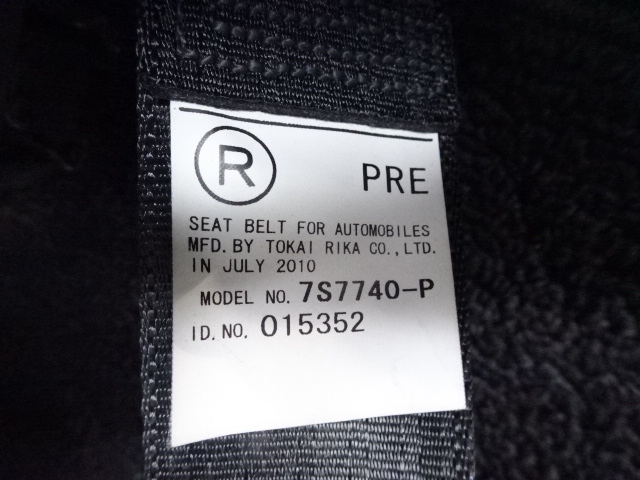 R PRE
SEAT BELT FOR AUTOMOBILES
MFD. BY TOKAI RIKA CO., LTD.
IN JULY 2010
MODEL NO. 7S7740-P
ID. NO. 015352